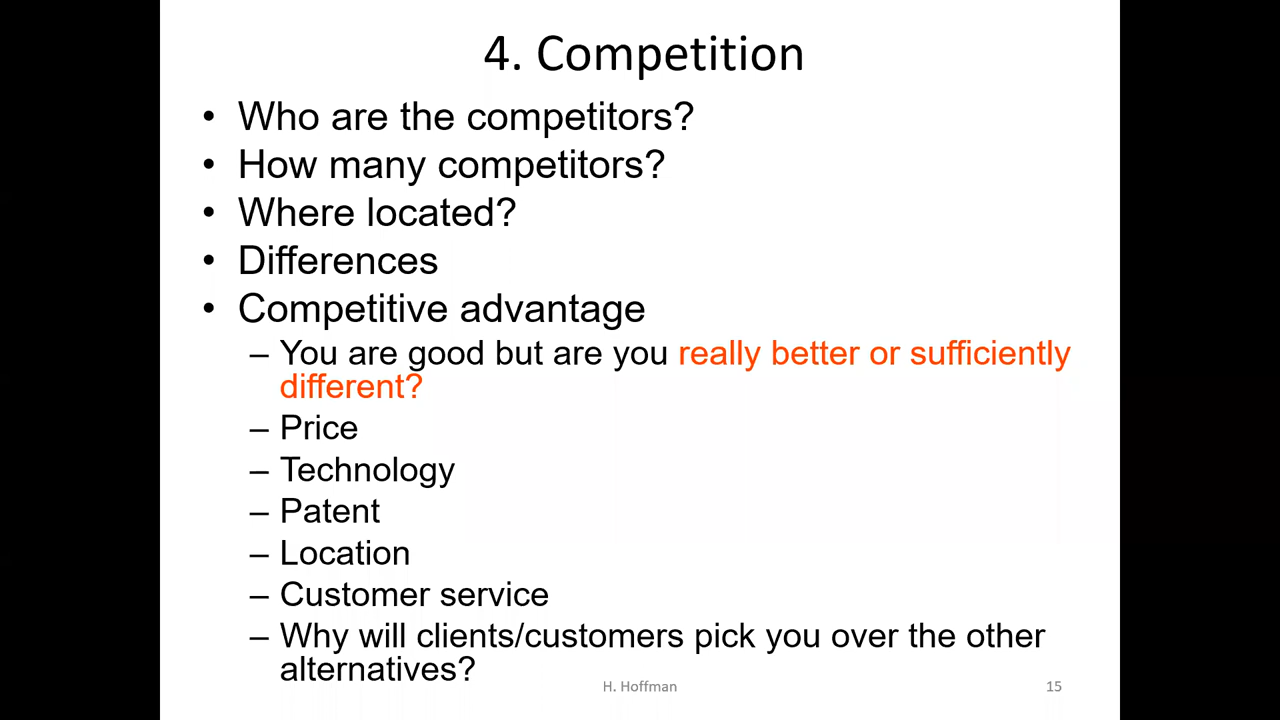 4. Competition
• Who are the competitors?
• How many competitors?
• Where located?
• Differences
• Competitive advantage
– You are good but are you really better or sufficiently
different?
– Price
– Technology
– Patent
– Location
– Customer service
– Why will clients/customers pick you over the other
alternatives?
H. Hoffman
15